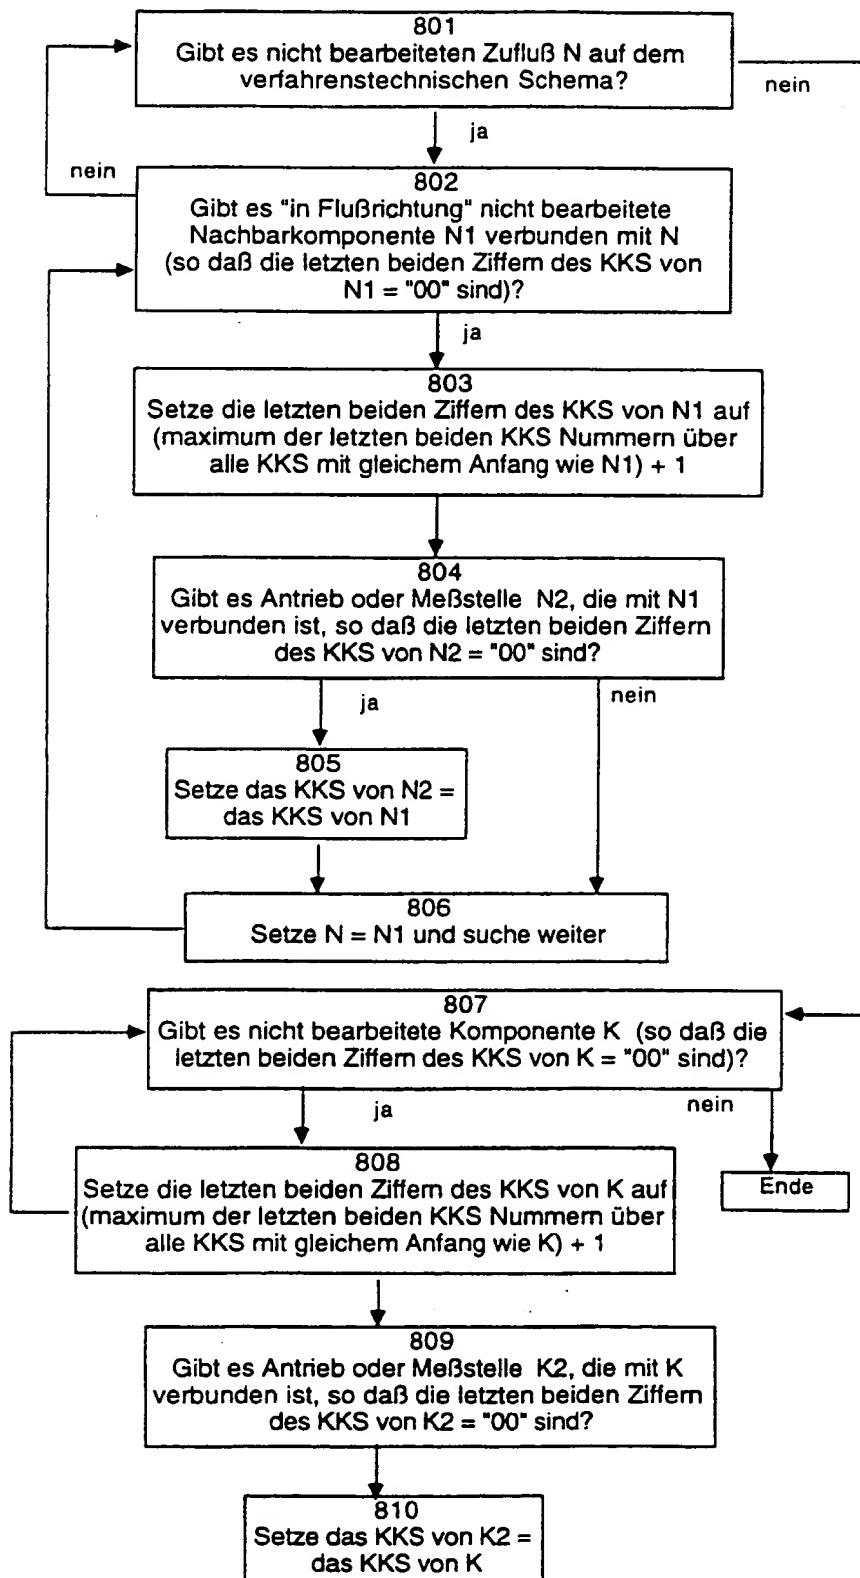 801
Gibt es nicht bearbeiteten Zufluß N auf dem
verfahrenstechnischen Schema?
nein
ja
nein
802
Gibt es "in Flußrichtung" nicht bearbeitete
Nachbarkomponente N1 verbunden mit N
(so daß die letzten beiden Ziffern des KKS von
N1 = "00" sind)?
ja
803
Setze die letzten beiden Ziffern des KKS von N1 auf
(maximum der letzten beiden KKS Nummern über
alle KKS mit gleichem Anfang wie N1) + 1
804
Gibt es Antrieb oder Meßstelle N2, die mit N1
verbunden ist, so daß die letzten beiden Ziffern
des KKS von N2 = "00" sind?
ja
nein
805
Setze das KKS von N2 =
das KKS von N1
806
Setze N = N1 und suche weiter
807
Gibt es nicht bearbeitete Komponente K (so daß die
letzten beiden Ziffern des KKS von K = "00" sind)?
ja
nein
808
Setze die letzten beiden Ziffern des KKS von K auf
(maximum der letzten beiden KKS Nummern über
alle KKS mit gleichem Anfang wie K) + 1
Ende
809
Gibt es Antrieb oder Meßstelle K2, die mit K
verbunden ist, so daß die letzten beiden Ziffern
des KKS von K2 = "00" sind?
810
Setze das KKS von K2 =
das KKS von K